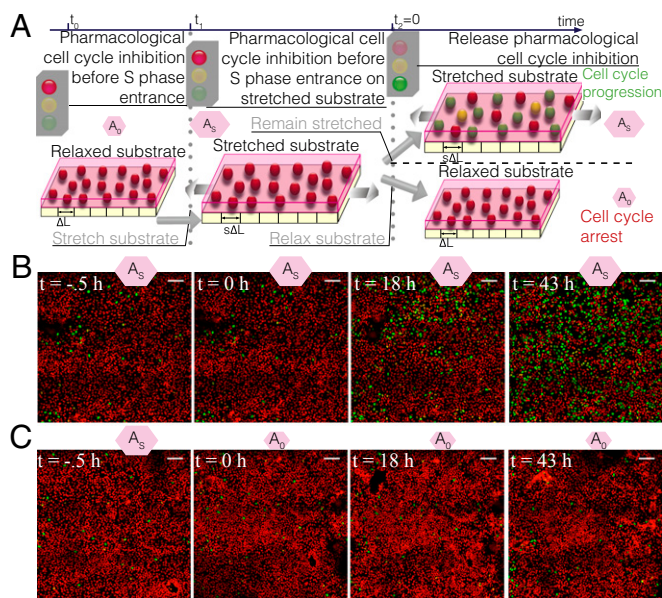 A
t₀
t₁
t₂=0
time
Pharmacological
cell cycle inhibition
before S phase
entrance
Pharmacological cell
cycle inhibition before
S phase entrance on
stretched substrate
Release pharmacological
cell cycle inhibition
Stretched substrate
Cell cycle
progression
A₀
Aₛ
Remain stretched
Aₛ
sΔL
Relaxed substrate
Stretched substrate
Relaxed substrate
A₀
ΔL
sΔL
ΔL
Cell cycle
arrest
Stretch substrate
Relax substrate
B
Aₛ
Aₛ
Aₛ
Aₛ
t = -.5 h
t = 0 h
t = 18 h
t = 43 h
C
Aₛ
A₀
A₀
A₀
t = -.5 h
t = 0 h
t = 18 h
t = 43 h